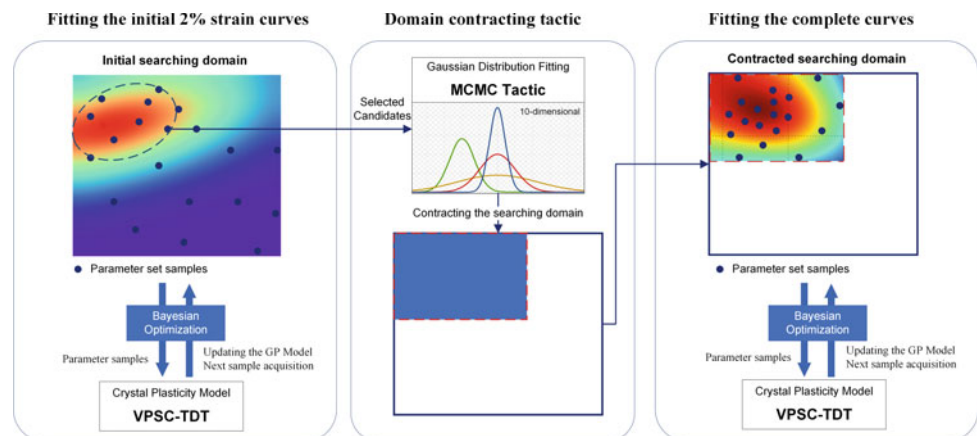 Fitting the initial 2% strain curves
Initial searching domain
Parameter set samples
Bayesian
Optimization
Parameter samples
Updating the GP Model
Next sample acquisition
Crystal Plasticity Model
VPSC-TDT
Domain contracting tactic
Gaussian Distribution Fitting
MCMC Tactic
10-dimensional
Selected
Candidates
Contracting the searching domain
Fitting the complete curves
Contracted searching domain
Parameter set samples
Bayesian
Optimization
Parameter samples
Updating the GP Model
Next sample acquisition
Crystal Plasticity Model
VPSC-TDT